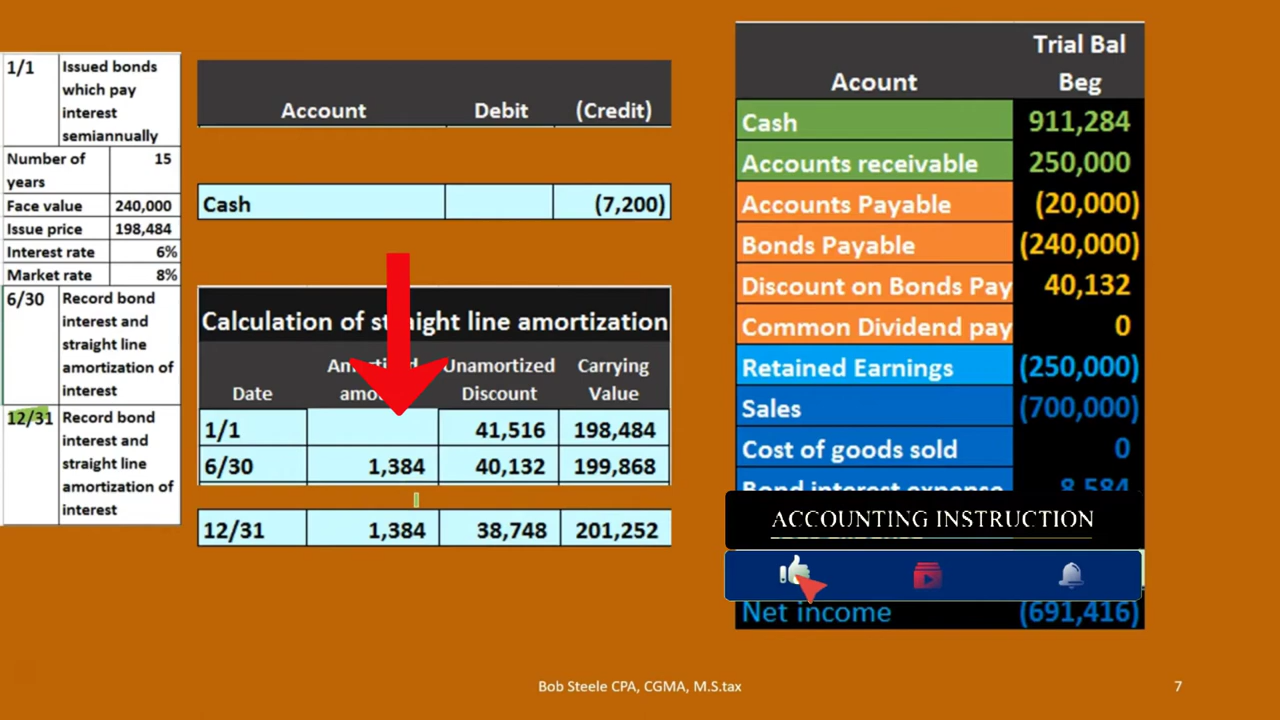 1/1 Issued bonds
which pay
interest
semiannually
Number of 15
years
Face value 240,000
Issue price 198,484
Interest rate 6%
Market rate 8%
6/30 Record bond
interest and
straight line
amortization of
interest
12/31 Record bond
interest and
straight line
amortization of
interest
Account Debit (Credit)
Cash (7,200)
Calculation of straight line amortization
Unamortized Carrying
Date Discount Value
1/1 41,516 198,484
6/30 1,384 40,132 199,868
12/31 1,384 38,748 201,252
Trial Bal
Acount Beg
Cash 911,284
Accounts receivable 250,000
Accounts Payable (20,000)
Bonds Payable (240,000)
Discount on Bonds Pay 40,132
Common Dividend pay 0
Retained Earnings (250,000)
Sales (700,000)
Cost of goods sold 0
Bond interest expense 8,584
ACCOUNTING INSTRUCTION
Net income (691,416)
Bob Steele CPA, CGMA, M.S.tax
7